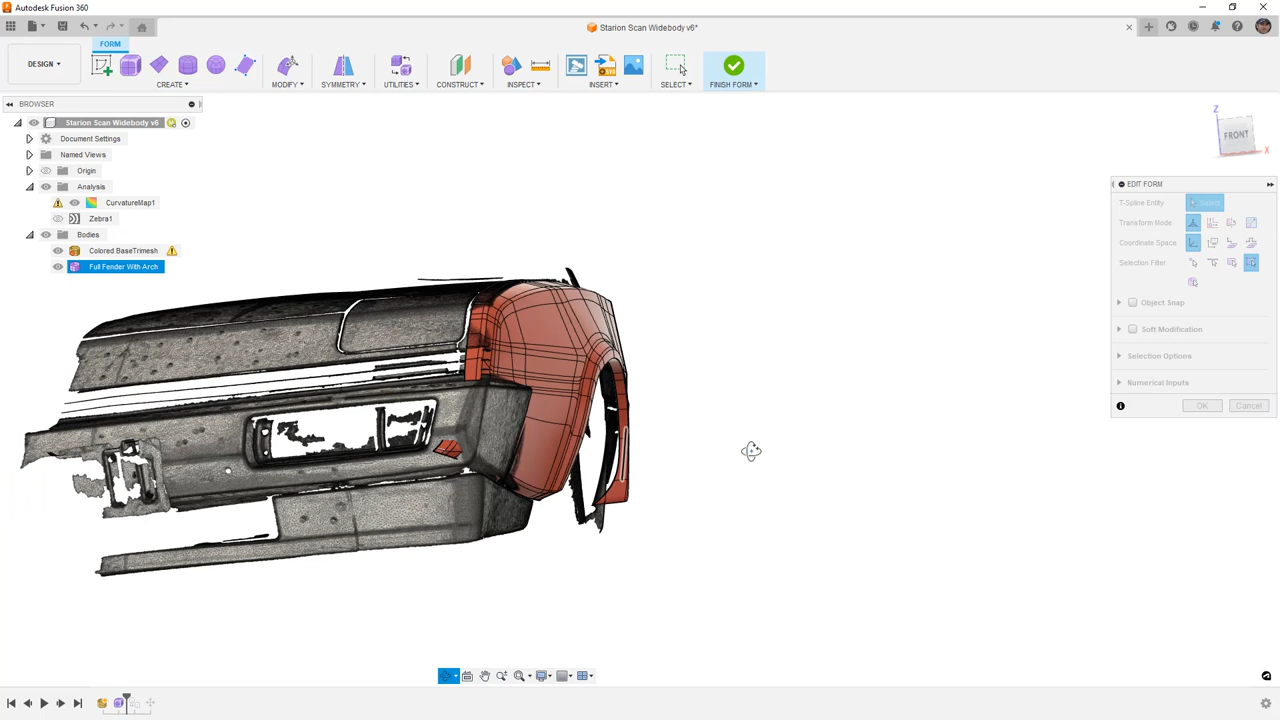 Autodesk Fusion 360
Starion Scan Widebody v6*
FORM
DESIGN
CREATE
MODIFY
SYMMETRY
UTILITIES
CONSTRUCT
INSPECT
INSERT
SELECT
FINISH FORM
BROWSER
Starion Scan Widebody v6
Document Settings
Named Views
Origin
Analysis
CurvatureMap1
Zebra1
Bodies
Colored BaseTrimesh
Full Fender With Arch
Z
FRONT
X
EDIT FORM
T-Spline Entity
Select
Transform Mode
Coordinate Space
Selection Filter
Object Snap
Soft Modification
Selection Options
Numerical Inputs
OK
Cancel